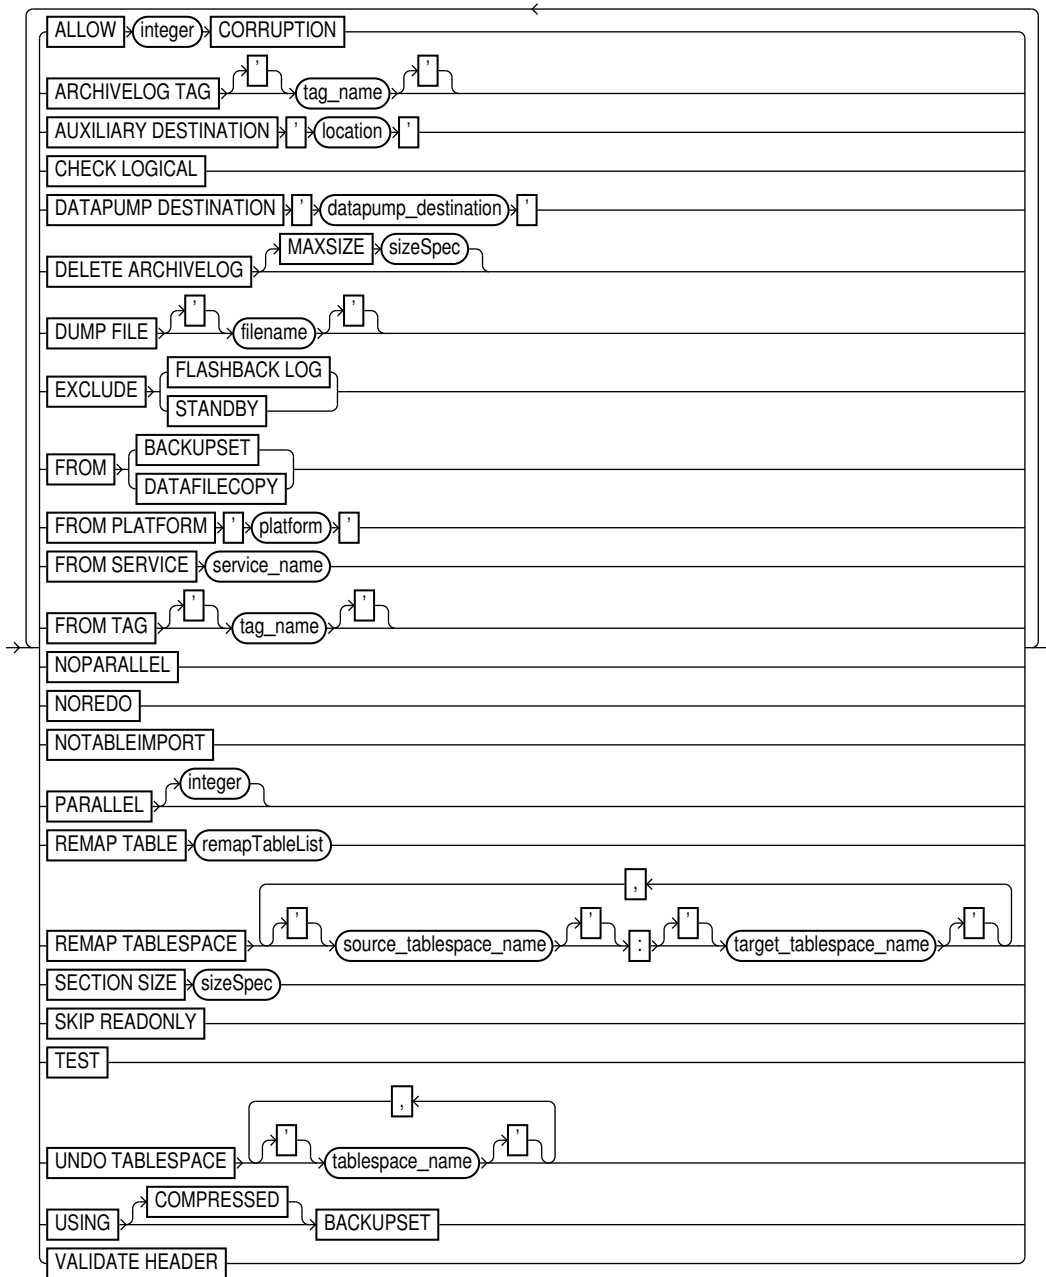 ALLOW integer CORRUPTION
ARCHIVELOG TAG ' tag_name '
AUXILIARY DESTINATION ' location '
CHECK LOGICAL
DATAPUMP DESTINATION ' datapump_destination '
DELETE ARCHIVELOG MAXSIZE sizeSpec
DUMP FILE ' filename '
EXCLUDE FLASHBACK LOG
STANDBY
FROM BACKUPSET
DATAFILECOPY
FROM PLATFORM ' platform '
FROM SERVICE service_name
FROM TAG ' tag_name '
NOPARALLEL
NOREDO
NOTABLEIMPORT
PARALLEL integer
REMAP TABLE remapTableList
,
REMAP TABLESPACE ' source_tablespace_name ' : ' target_tablespace_name '
SECTION SIZE sizeSpec
SKIP READONLY
TEST
,
UNDO TABLESPACE ' tablespace_name '
USING COMPRESSED BACKUPSET
VALIDATE HEADER